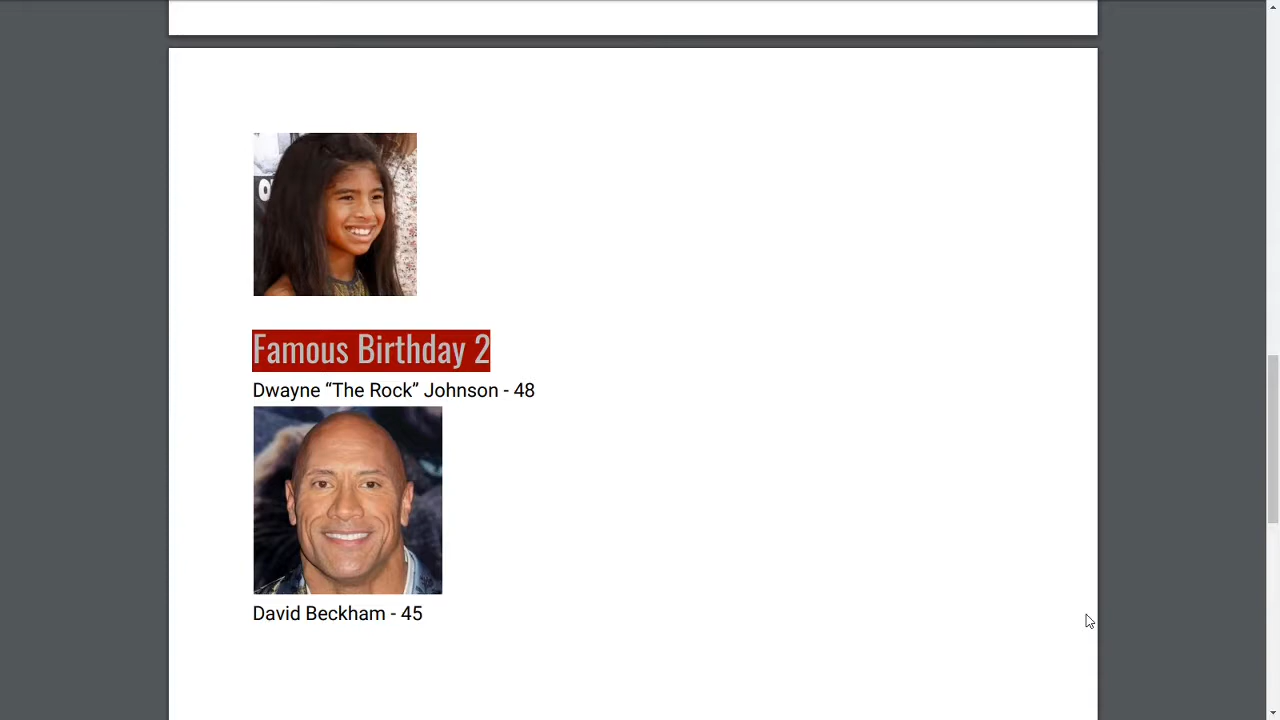 Famous Birthday 2
Dwayne “The Rock” Johnson - 48
David Beckham - 45